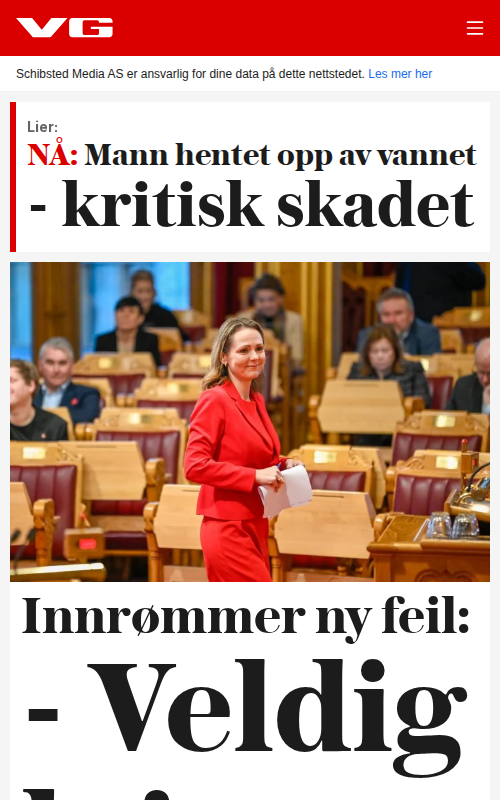 VG
Schibsted Media AS er ansvarlig for dine data på dette nettstedet. Les mer her
Lier:
NÅ: Mann hentet opp av vannet
- kritisk skadet
Innrømmer ny feil:
- Veldig